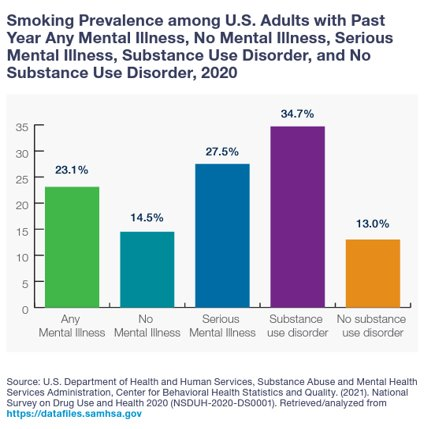 Smoking Prevalence among U.S. Adults with Past
Year Any Mental Illness, No Mental Illness, Serious
Mental Illness, Substance Use Disorder, and No
Substance Use Disorder, 2020
34.7%
35
30
27.5%
25
23.1%
20
14.5%
15
13.0%
10
5
0
Any
Mental Illness
No
Mental Illness
Serious
Mental Illness
Substance
use disorder
No substance
use disorder
Source: U.S. Department of Health and Human Services, Substance Abuse and Mental Health
Services Administration, Center for Behavioral Health Statistics and Quality. (2021). National
Survey on Drug Use and Health 2020 (NSDUH-2020-DS0001). Retrieved/analyzed from
https://datafiles.samhsa.gov